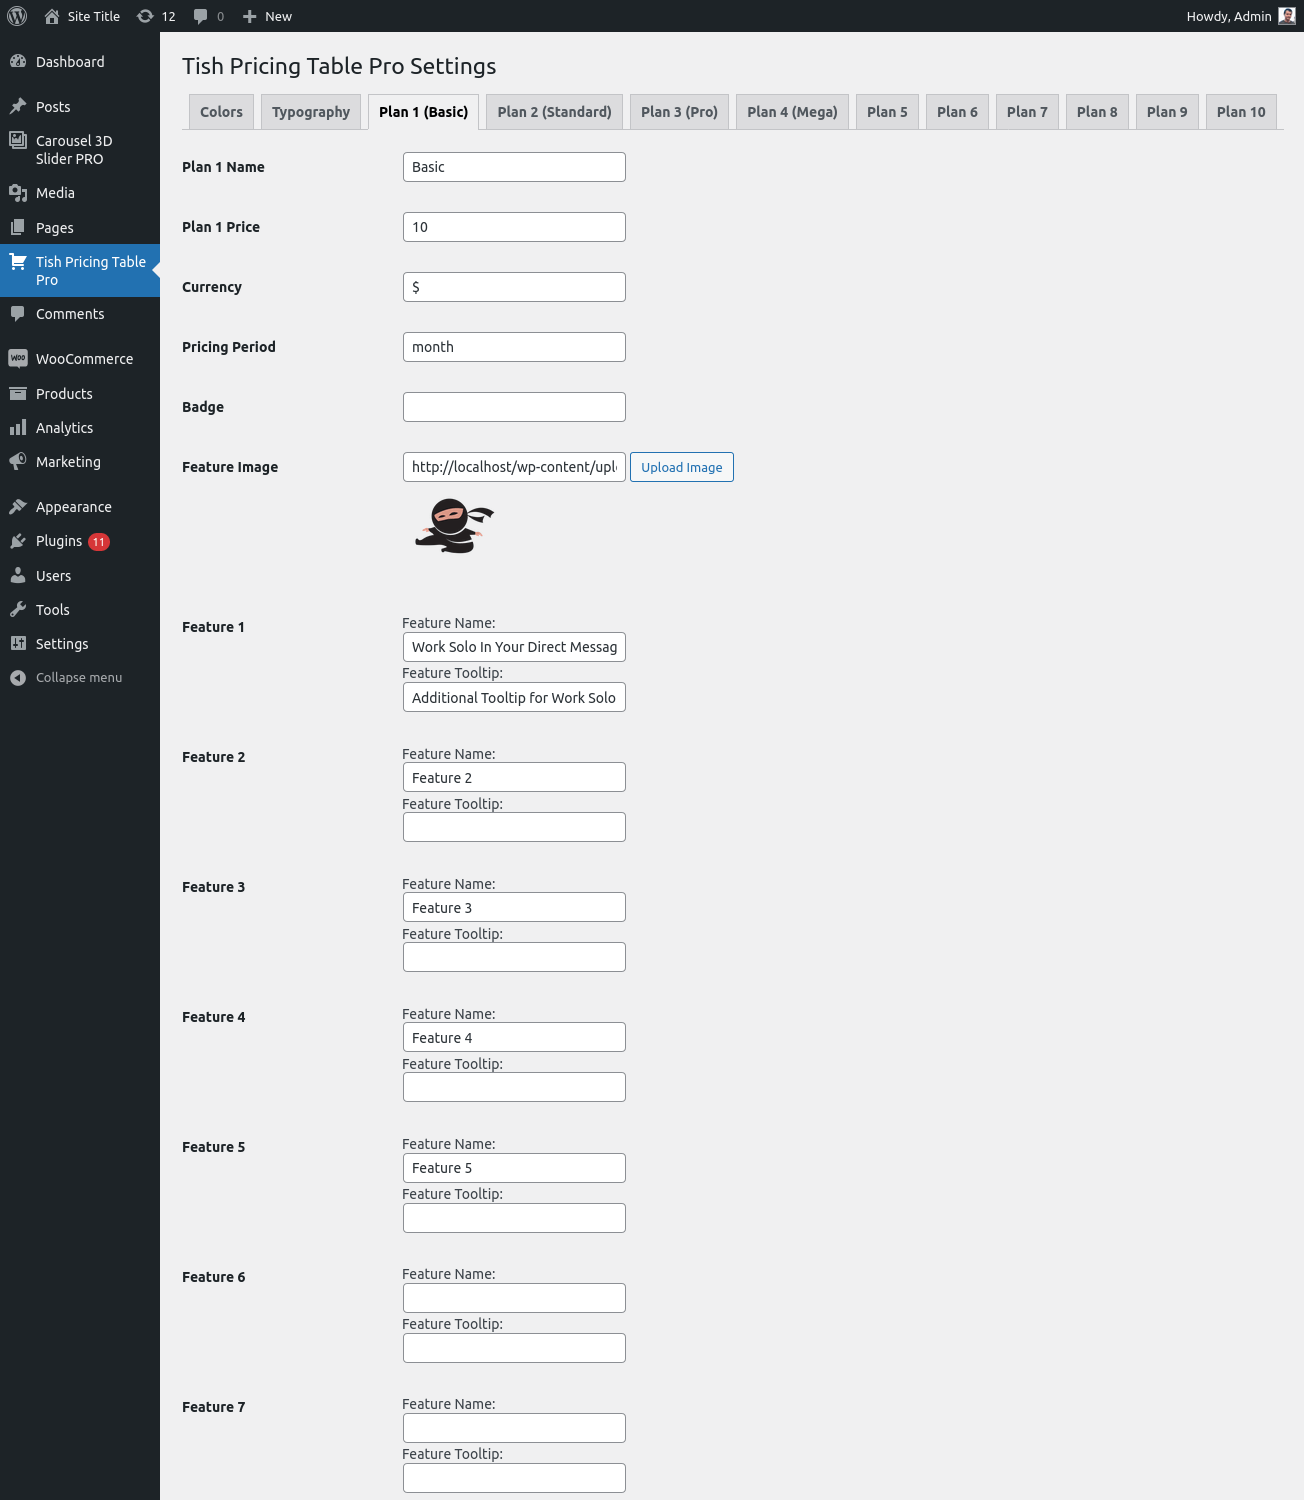 Site Title
12
0
New
Howdy, Admin
Dashboard
Posts
Carousel 3D
Slider PRO
Media
Pages
Tish Pricing Table
Pro
Comments
WooCommerce
Products
Analytics
Marketing
Appearance
Plugins 11
Users
Tools
Settings
Collapse menu
Tish Pricing Table Pro Settings
Colors
Typography
Plan 1 (Basic)
Plan 2 (Standard)
Plan 3 (Pro)
Plan 4 (Mega)
Plan 5
Plan 6
Plan 7
Plan 8
Plan 9
Plan 10
Plan 1 Name
Basic
Plan 1 Price
10
Currency
$
Pricing Period
month
Badge
Feature Image
http://localhost/wp-content/upl
Upload Image
Feature 1
Feature Name:
Work Solo In Your Direct Messag
Feature Tooltip:
Additional Tooltip for Work Solo
Feature 2
Feature Name:
Feature 2
Feature Tooltip:
Feature 3
Feature Name:
Feature 3
Feature Tooltip:
Feature 4
Feature Name:
Feature 4
Feature Tooltip:
Feature 5
Feature Name:
Feature 5
Feature Tooltip:
Feature 6
Feature Name:
Feature Tooltip:
Feature 7
Feature Name:
Feature Tooltip: